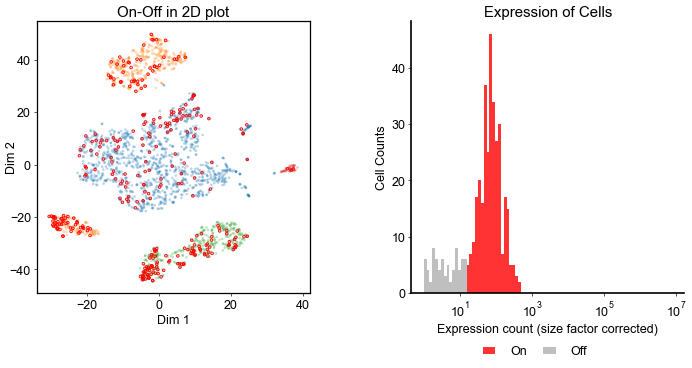 On-Off in 2D plot
Dim 2
40
20
0
−20
−40
−20
0
20
40
Dim 1
Expression of Cells
Cell Counts
40
30
20
10
0
10^1
10^3
10^5
10^7
Expression count (size factor corrected)
On Off